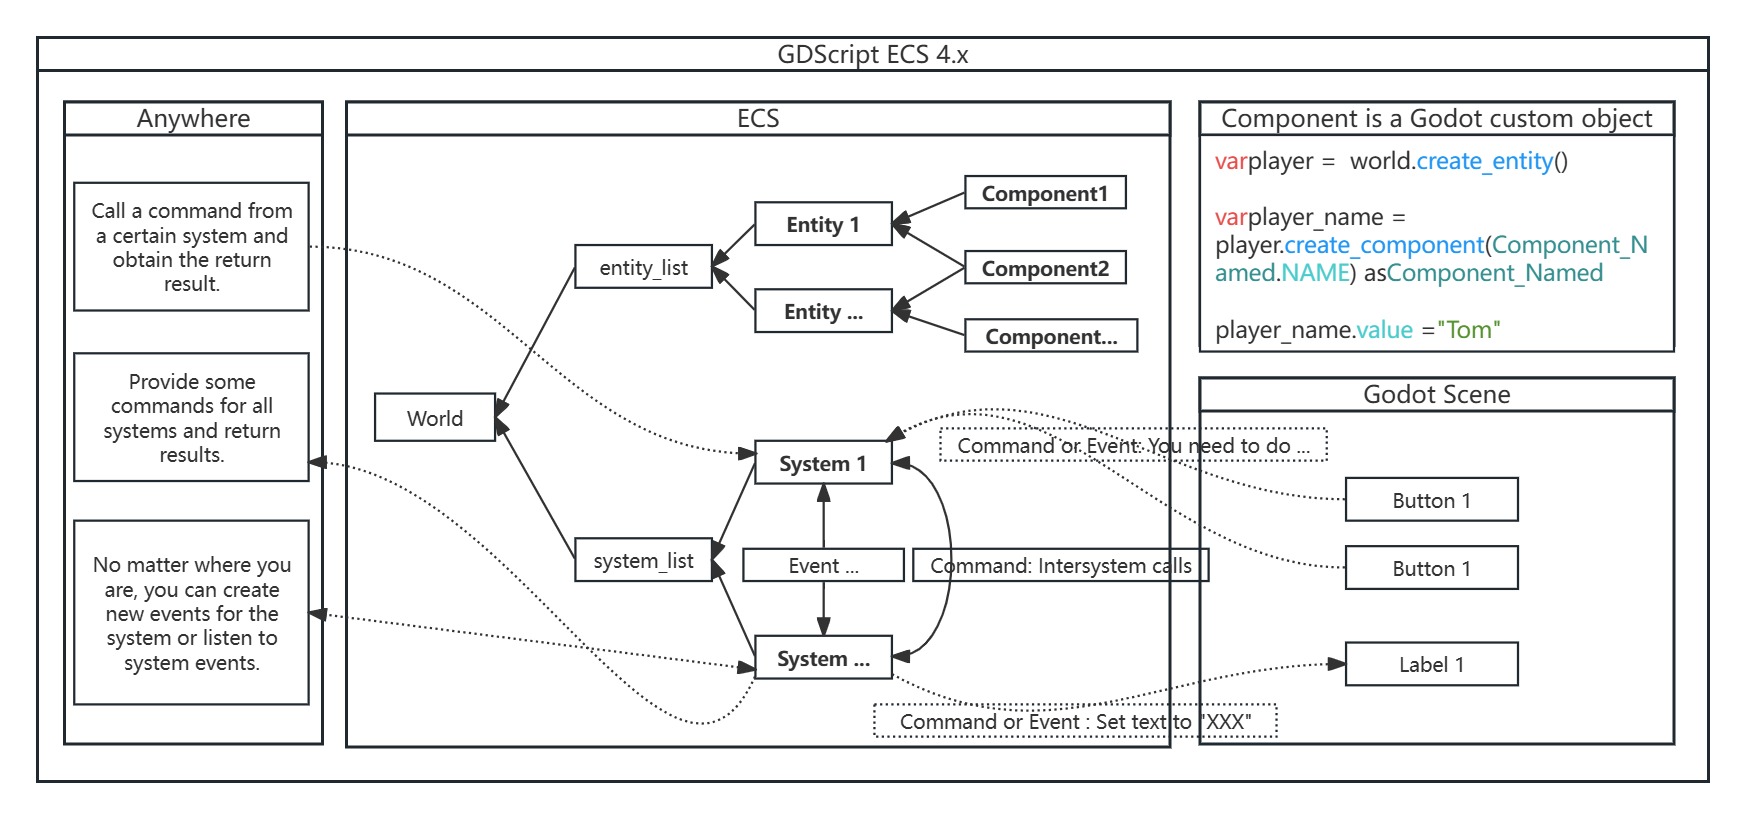 GDScript ECS 4.x
Anywhere
Call a command from
a certain system and
obtain the return
result.
Provide some
commands for all
systems and return
results.
No matter where you
are, you can create
new events for the
system or listen to
system events.
ECS
World
entity_list
system_list
Entity 1
Entity ...
Component1
Component2
Component...
System 1
Event ...
Command: Intersystem calls
System ...
Command or Event: You need to do ...
Command or Event : Set text to "XXX"
Component is a Godot custom object
varplayer = world.create_entity()
varplayer_name =
player.create_component(Component_N
amed.NAME) asComponent_Named
player_name.value ="Tom"
Godot Scene
Button 1
Button 1
Label 1